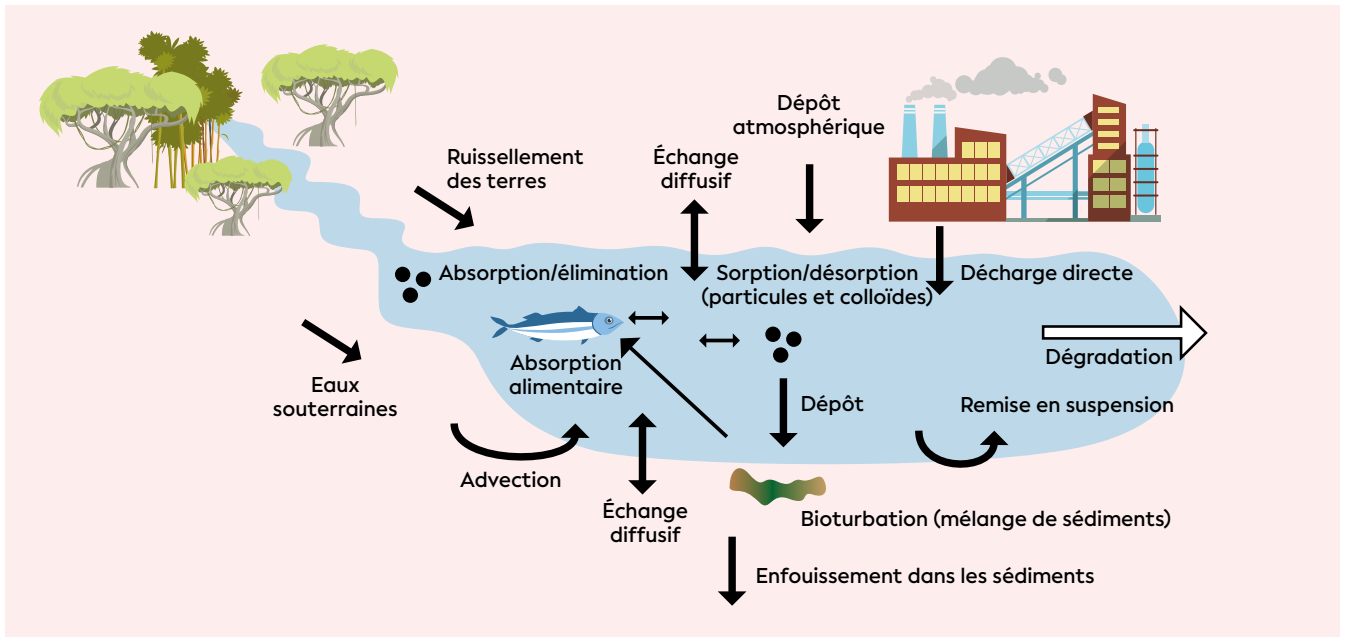 Dépôt
atmosphérique
Ruissellement
des terres
Échange
diffusif
Absorption/élimination
Sorption/désorption
(particules et colloïdes)
Décharge directe
Absorption
alimentaire
Dégradation
Eaux
souterraines
Dépôt
Remise en suspension
Advection
Échange
diffusif
Bioturbation (mélange de sédiments)
Enfouissement dans les sédiments